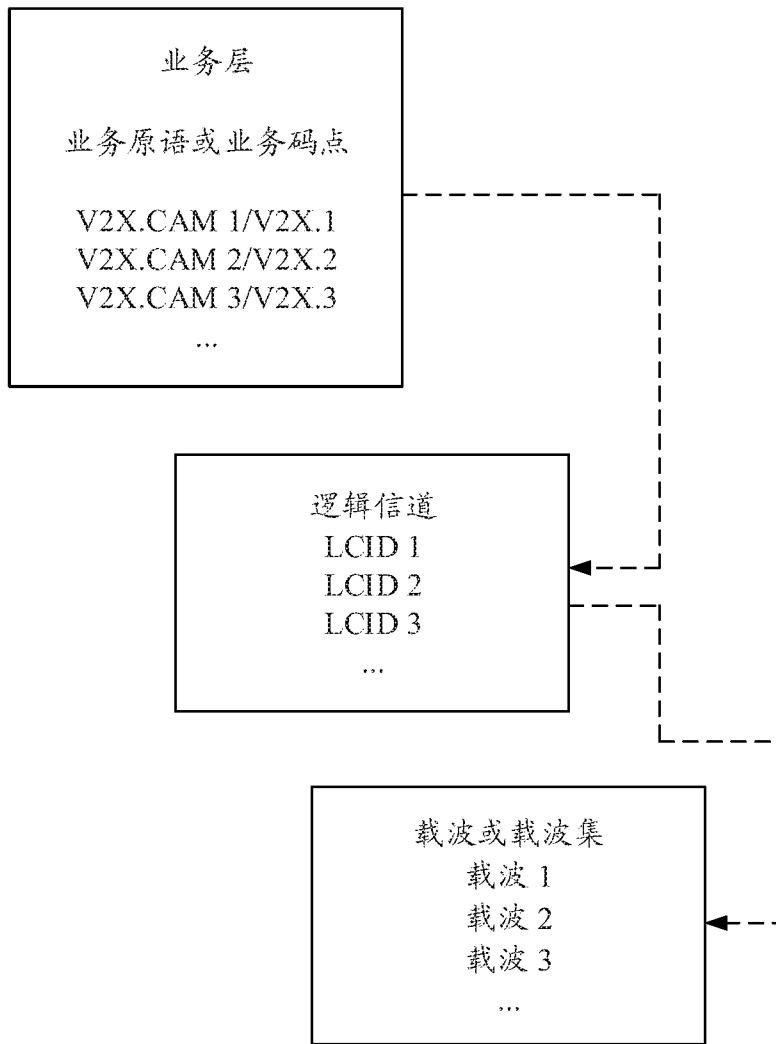 业务层
业务原语或业务码点
V2X.CAM 1/V2X.1
V2X.CAM 2/V2X.2
V2X.CAM 3/V2X.3
...
逻辑信道
LCID 1
LCID 2
LCID 3
...
载波或载波集
载波 1
载波 2
载波 3
...